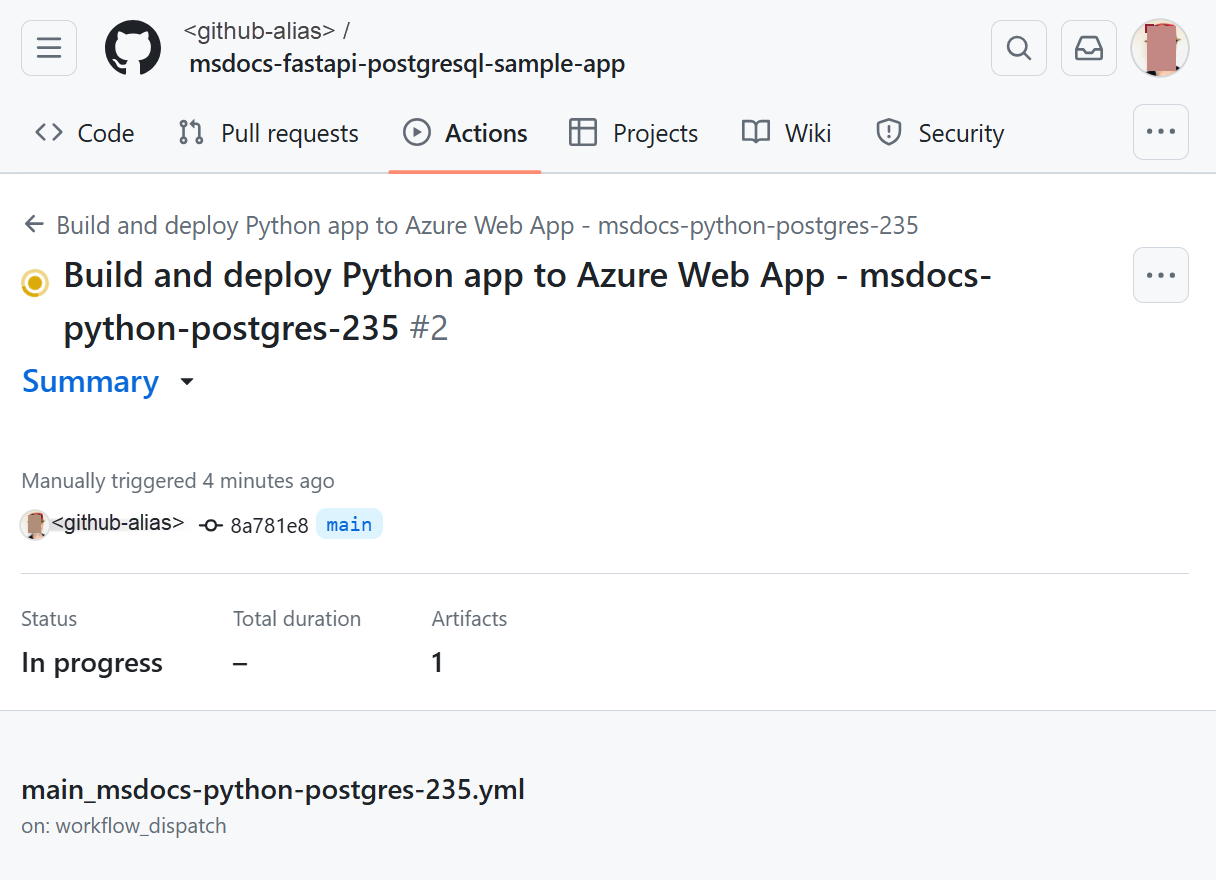 <github-alias> /
msdocs-fastapi-postgresql-sample-app
Code Pull requests Actions Projects Wiki Security
Build and deploy Python app to Azure Web App - msdocs-python-postgres-235
Build and deploy Python app to Azure Web App - msdocs-
python-postgres-235 #2
Summary
Manually triggered 4 minutes ago
<github-alias> 8a781e8 main
Status Total duration Artifacts
In progress – 1
main_msdocs-python-postgres-235.yml
on: workflow_dispatch